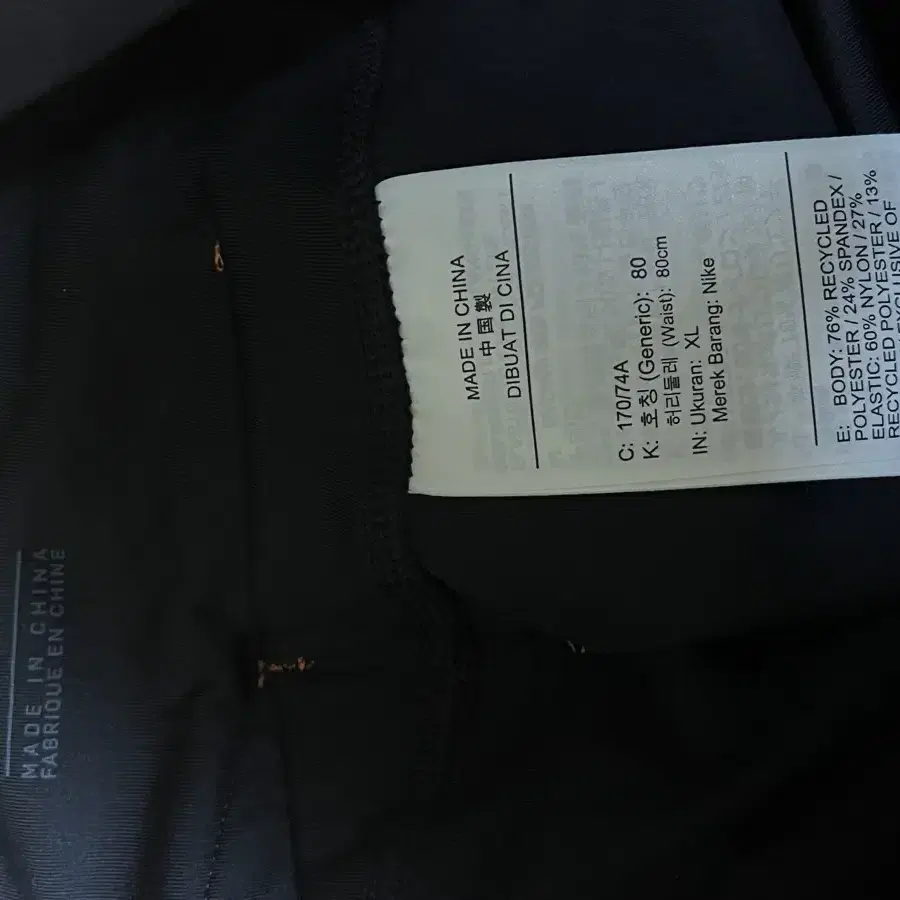 MADE IN CHINA
FABRIQUE EN CHINE
MADE IN CHINA
中国製
DIBUAT DI CINA
C: 170/74A
K: 호칭 (Generic): 80
허리둘레 (Waist): 80cm
IN: Ukuran: XL
Merek Barang: Nike
E: BODY: 76% RECYCLED
POLYESTER / 24% SPANDEX /
ELASTIC: 60% NYLON / 27%
RECYCLED POLYESTER / 13%
EXCLUSIVE OF